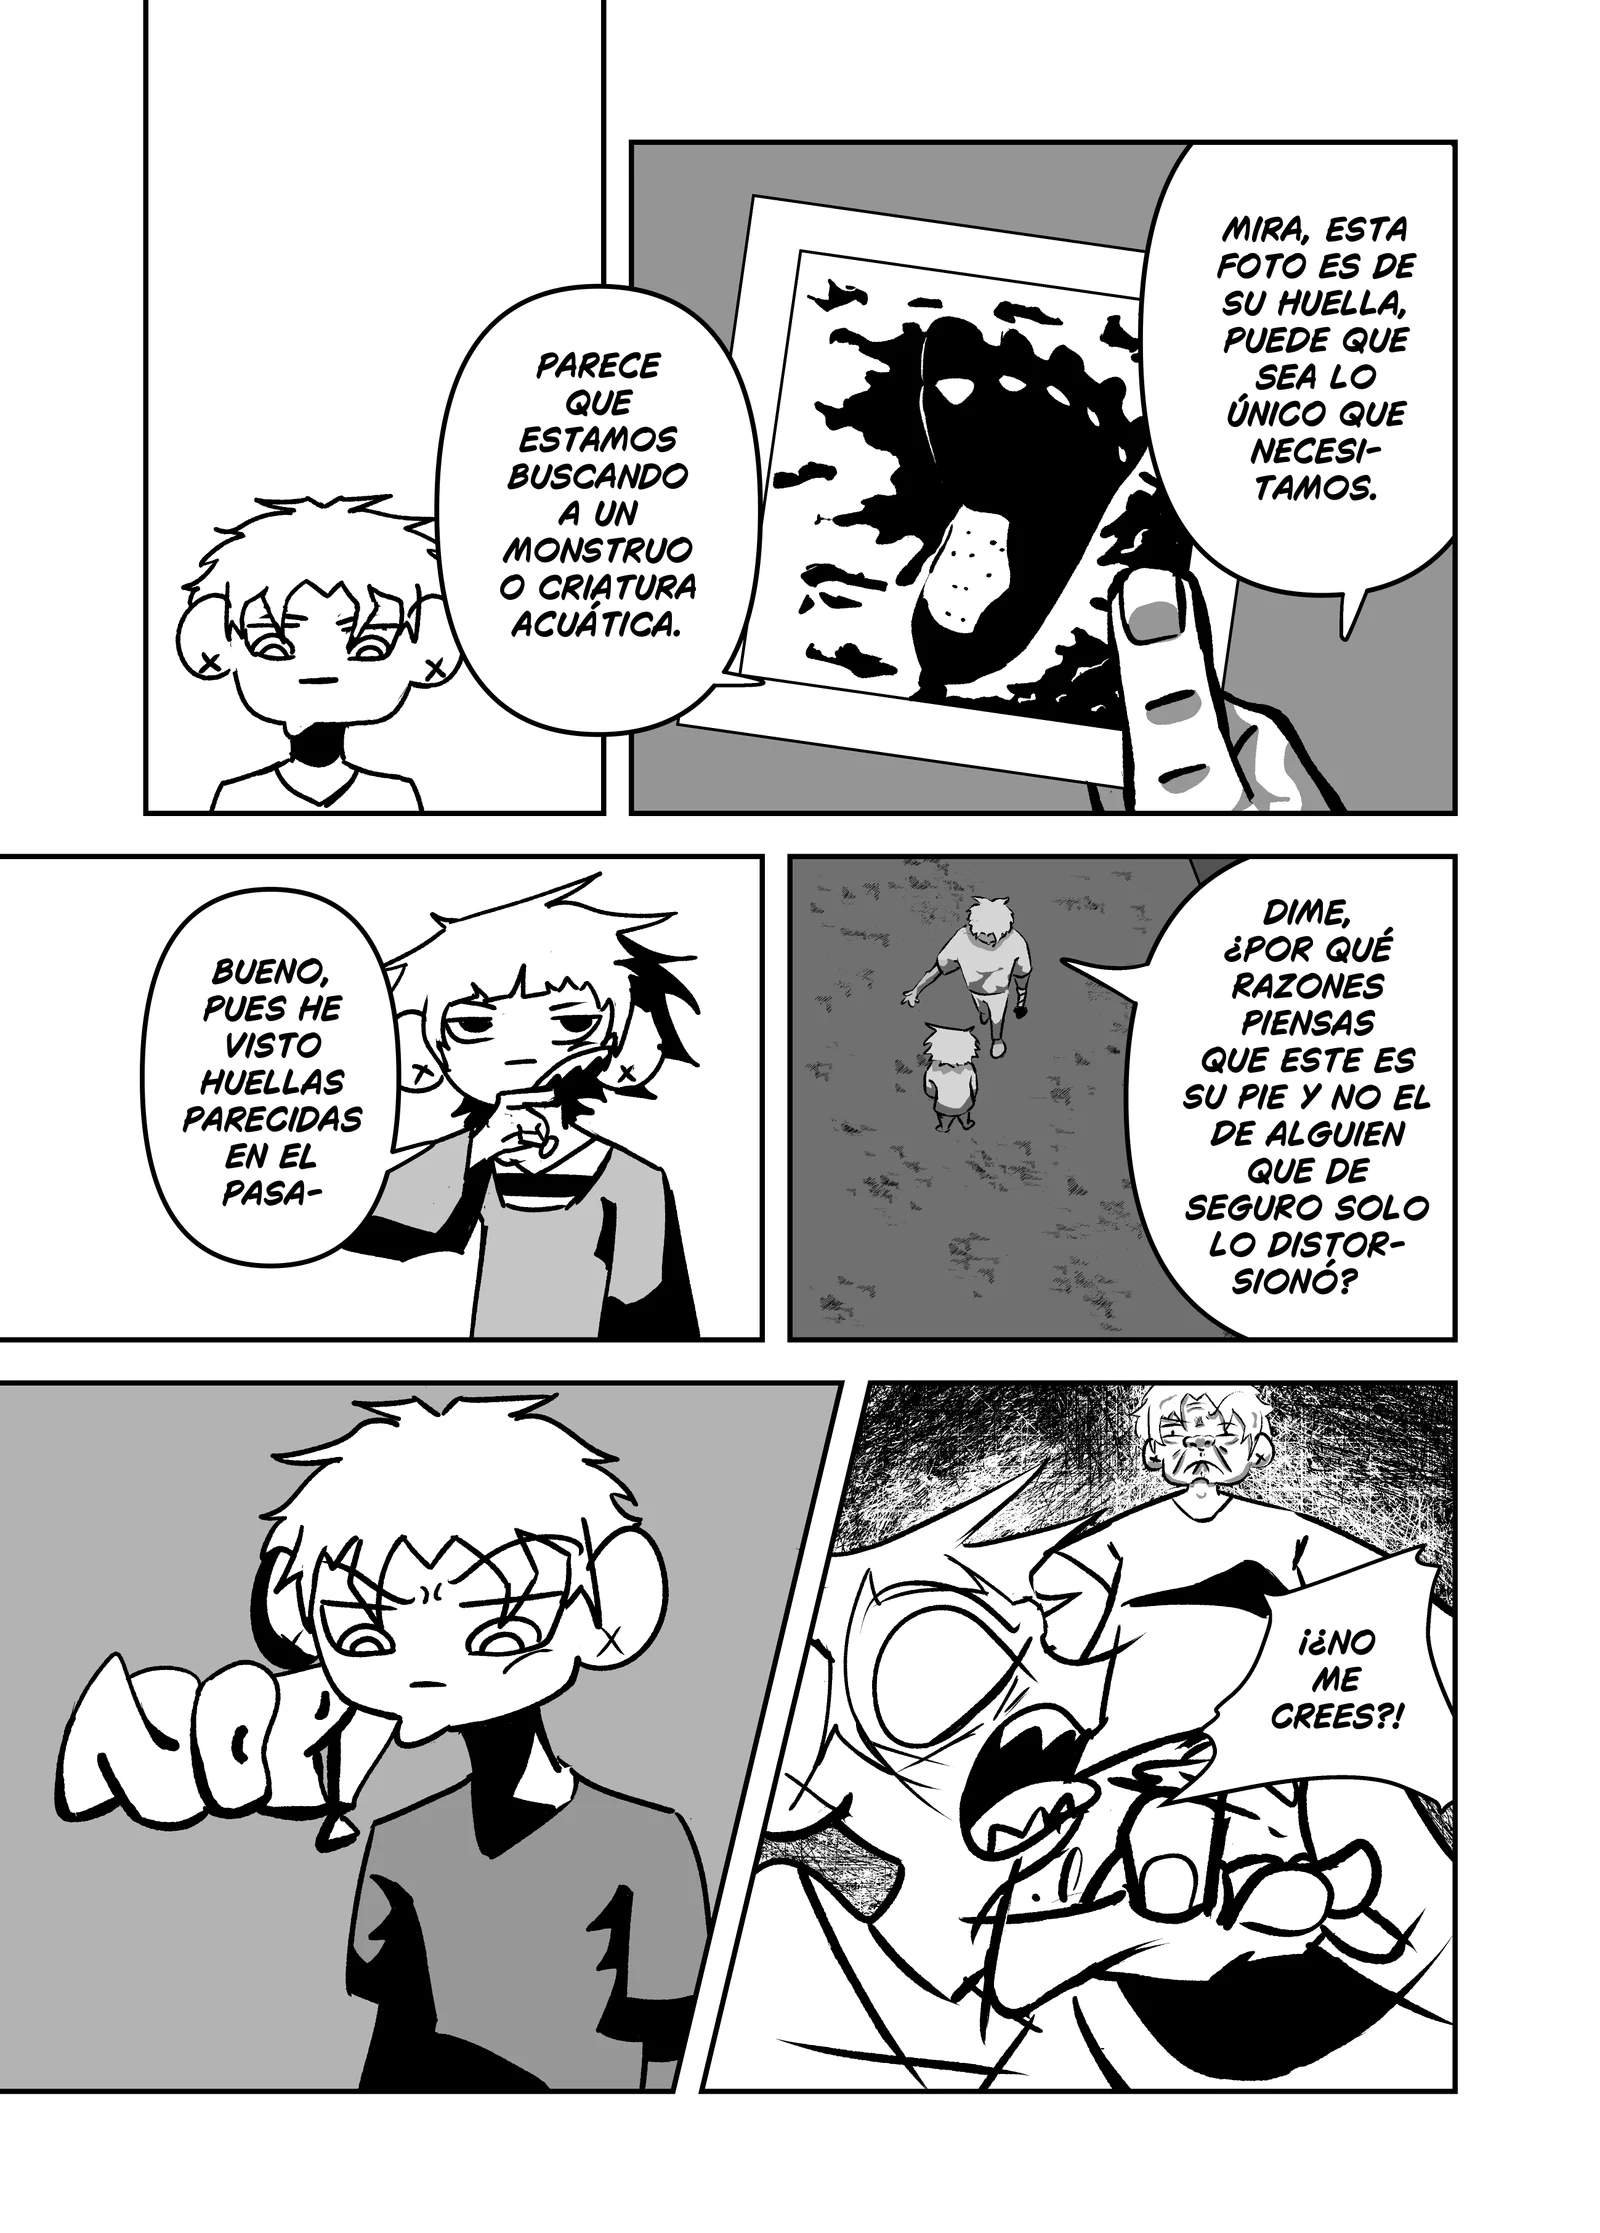 MIRA, ESTA
FOTO ES DE
SU HUELLA,
PUEDE QUE
SEA LO
ÚNICO QUE
NECESI-
TAMOS.
PARECE
QUE
ESTAMOS
BUSCANDO
A UN
MONSTRUO
O CRIATURA
ACUÁTICA.
DIME,
¿POR QUÉ
RAZONES
PIENSAS
QUE ESTE ES
SU PIE Y NO EL
DE ALGUIEN
QUE DE
SEGURO SOLO
LO DISTOR-
SIONÓ?
BUENO,
PUES HE
VISTO
HUELLAS
PARECIDAS
EN EL
PASA-
¡¿NO
ME
CREES?!
NOP!